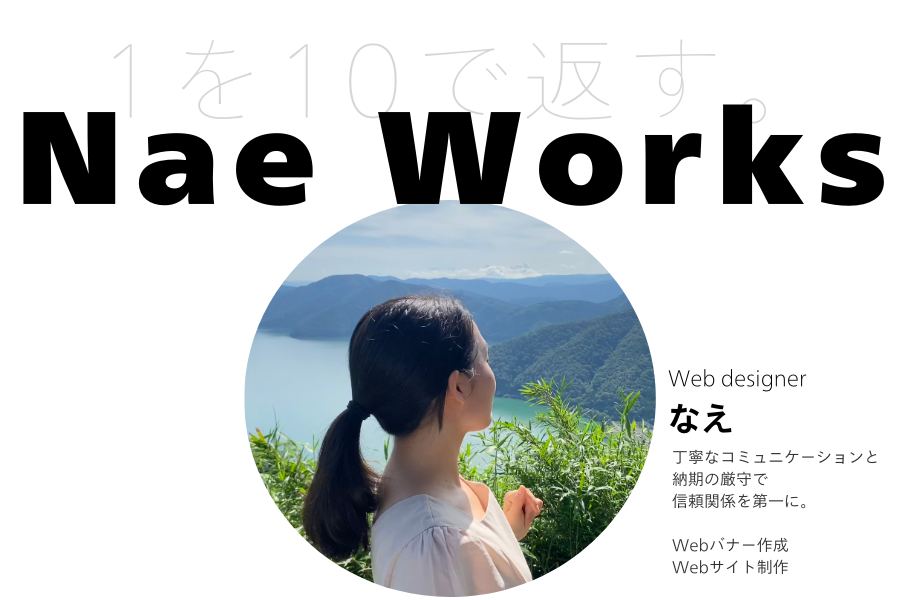 1を10で返す。
Nae Works
Web designer
なえ
丁寧なコミュニケーションと
納期の厳守で
信頼関係を第一に。
Webバナー作成
Webサイト制作